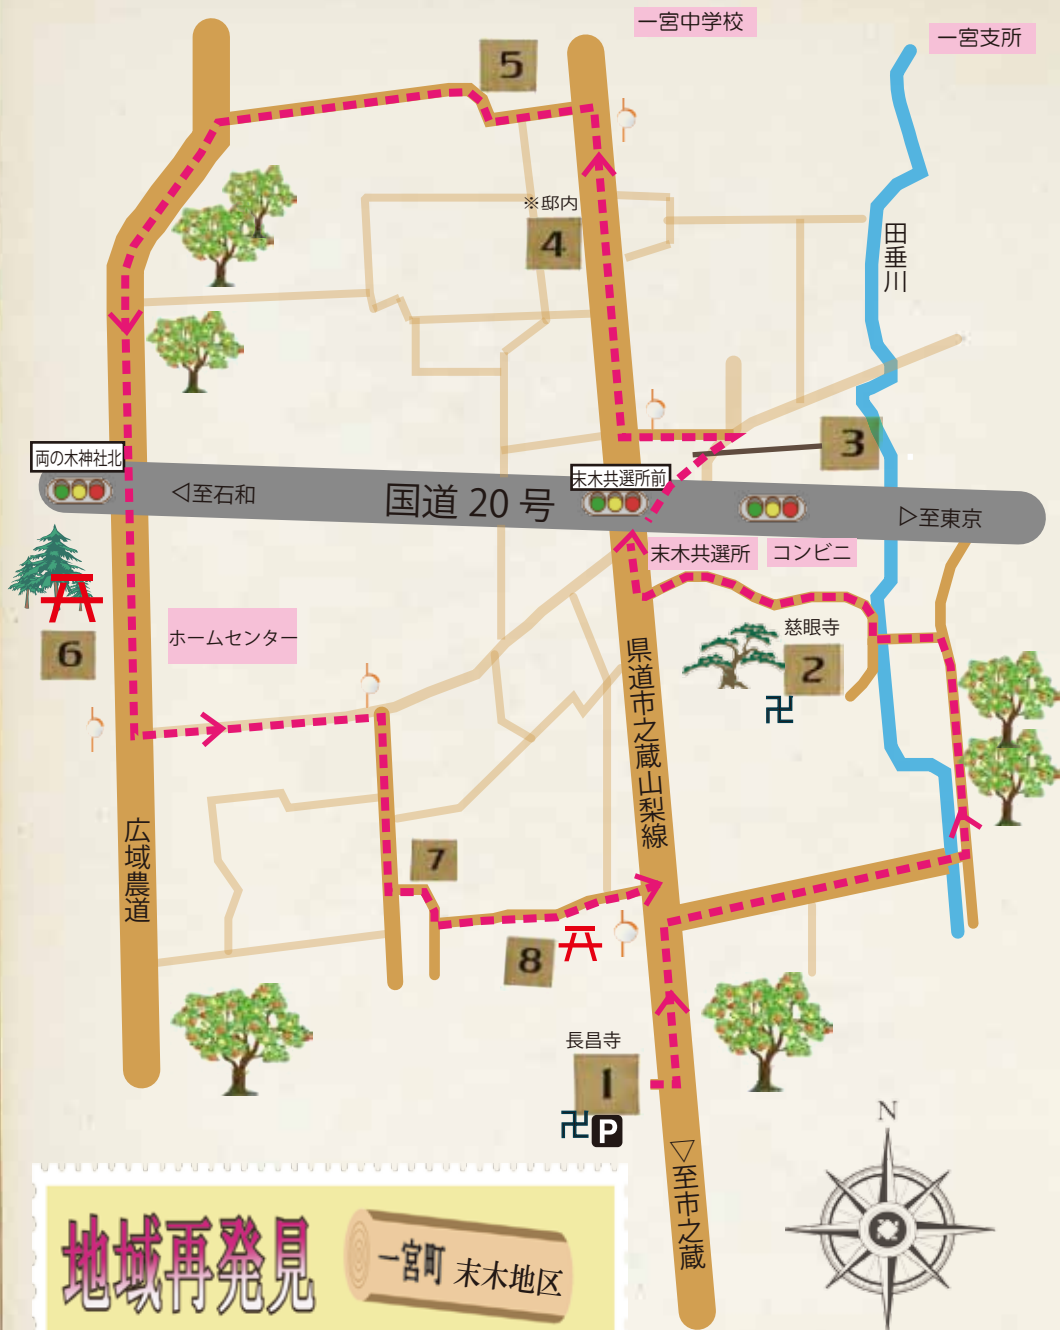 一宮中学校
一宮支所
5
※邸内
4
田垂川
3
両の木神社北
◁至石和
国道 20 号
末木共選所前
▷至東京
末木共選所
コンビニ
ホームセンター
6
慈眼寺
2
卍
県道市之蔵山梨線
広域農道
7
8
長昌寺
1
卍
P
▽至市之蔵
N
地域再発見
一宮町 末木地区